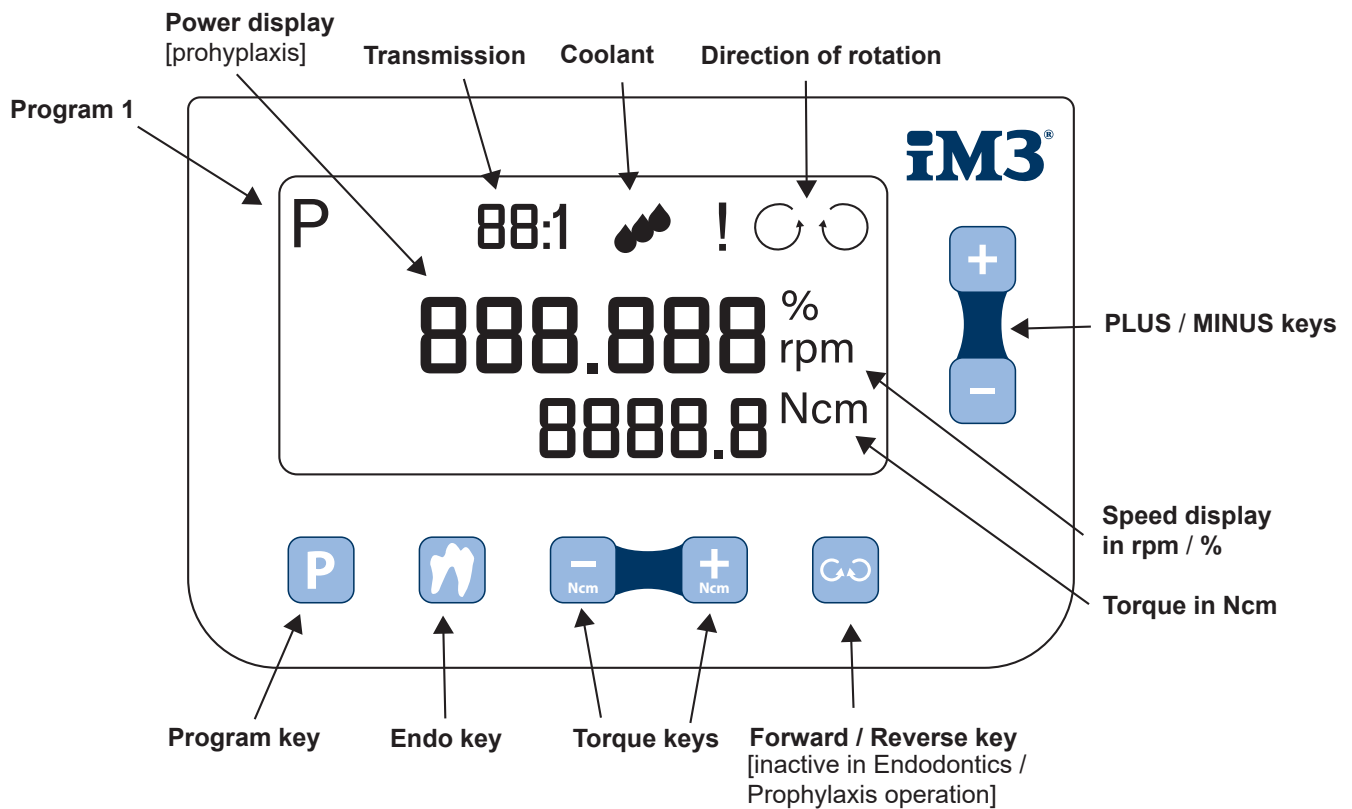 Power display
[prohyplaxis]
Transmission
Coolant
Direction of rotation
Program 1
iM3®
P
88:1
!
888.888
%
rpm
8888.8
Ncm
+
-
PLUS / MINUS keys
Speed display
in rpm / %
Torque in Ncm
P
-
Ncm
+
Ncm
Program key
Endo key
Torque keys
Forward / Reverse key
[inactive in Endodontics /
Prophylaxis operation]